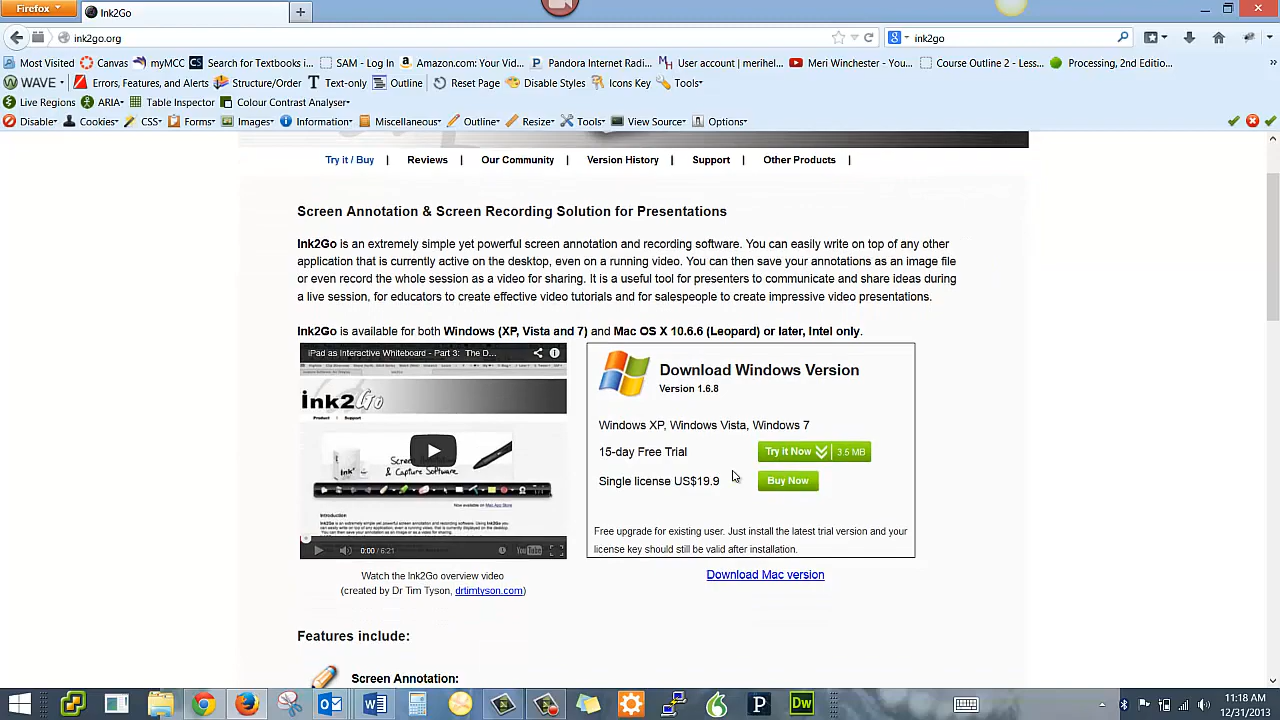 Firefox
Ink2Go
ink2go.org
ink2go
Most Visited
Canvas
myMCC
Search for Textbooks i...
SAM - Log In
Amazon.com: Your Vid...
Pandora Internet Radi...
User account | merihel...
Meri Winchester - You...
Course Outline 2 - Less...
Processing, 2nd Editio...
WAVE
Errors, Features, and Alerts
Structure/Order
Text-only
Outline
Reset Page
Disable Styles
Icons Key
Tools
Live Regions
ARIA
Table Inspector
Colour Contrast Analyser
Disable
Cookies
CSS
Forms
Images
Information
Miscellaneous
Outline
Resize
Tools
View Source
Options
Try it / Buy | Reviews | Our Community | Version History | Support | Other Products |
Screen Annotation & Screen Recording Solution for Presentations
Ink2Go is an extremely simple yet powerful screen annotation and recording software. You can easily write on top of any other
application that is currently active on the desktop, even on a running video. You can then save your annotations as an image file
or even record the whole session as a video for sharing. It is a useful tool for presenters to communicate and share ideas during
a live session, for educators to create effective video tutorials and for salespeople to create impressive video presentations.
Ink2Go is available for both Windows (XP, Vista and 7) and Mac OS X 10.6.6 (Leopard) or later, Intel only.
iPad as Interactive Whiteboard - Part 3: The D...
ink2Go
Product | Support
& Capture Software
Now available on Mac App Store
Introduction
0:00 / 6:21
YouTube
Watch the Ink2Go overview video
(created by Dr Tim Tyson, drtimtyson.com)
Download Windows Version
Version 1.6.8
Windows XP, Windows Vista, Windows 7
15-day Free Trial
Try it Now
3.5 MB
Single license US$19.9
Buy Now
Free upgrade for existing user. Just install the latest trial version and your
license key should still be valid after installation.
Download Mac version
Features include:
Screen Annotation:
11:18 AM
12/31/2013